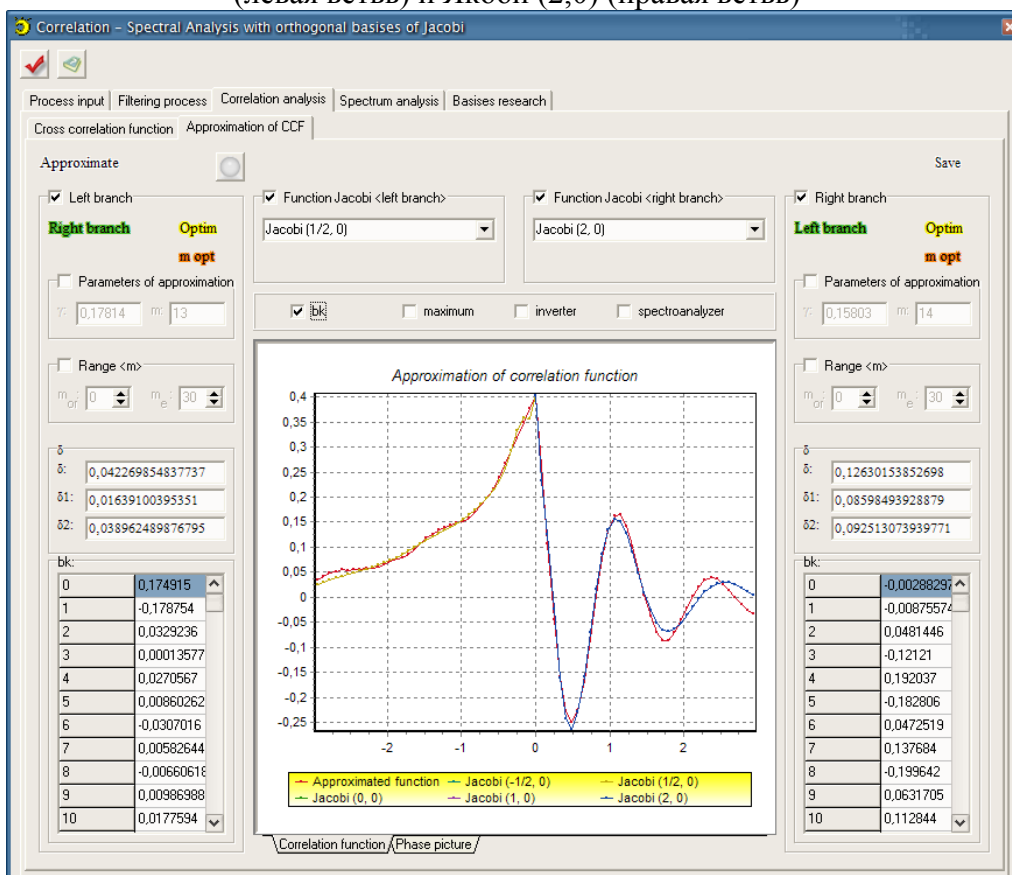 (левая ветвь) и Якоби (2,0) (правая ветвь)
Correlation - Spectral Analysis with orthogonal basises of Jacobi
Process input Filtering process Correlation analysis Spectrum analysis Basises research
Cross correlation function Approximation of CCF
Approximate Save
Left branch Function Jacobi <left branch> Function Jacobi <right branch> Right branch
Right branch Optim Jacobi (1/2, 0) Jacobi (2, 0) Left branch Optim
m opt m opt
Parameters of approximation Parameters of approximation
γ: 0,17814 m: 13 bk maximum inverter spectroanalyzer γ: 0,15803 m: 14
Range <m> Range <m>
m or: 0 m e: 30 m or: 0 m e: 30
Approximation of correlation function
0,4
0,35
0,3
0,25
0,2
0,15
0,1
0,05
0
-0,05
-0,1
-0,15
-0,2
-0,25
-2 -1 0 1 2
Approximated function Jacobi (-1/2, 0) Jacobi (1/2, 0)
Jacobi (0, 0) Jacobi (1, 0) Jacobi (2, 0)
Correlation function Phase picture
δ
δ: 0,042269854837737
δ1: 0,01639100395351
δ2: 0,038962489876795
bk:
0 0,174915
1 -0,178754
2 0,0329236
3 0,00013577
4 0,0270567
5 0,00860262
6 -0,0307016
7 0,00582644
8 -0,00660618
9 0,00986988
10 0,0177594
δ
δ: 0,12630153852698
δ1: 0,08598493928879
δ2: 0,092513073939771
bk:
0 -0,00288297
1 -0,00875574
2 0,0481446
3 -0,12121
4 0,192037
5 -0,182806
6 0,0472519
7 0,137684
8 -0,199642
9 0,0631705
10 0,112844